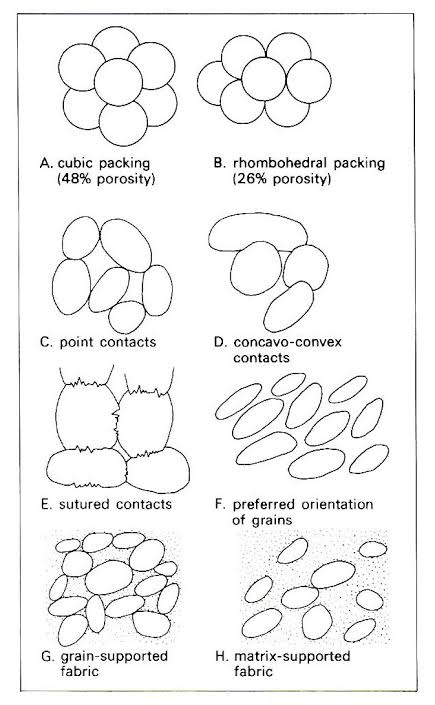 A. cubic packing
(48% porosity)
B. rhombohedral packing
(26% porosity)
C. point contacts
D. concavo-convex
contacts
E. sutured contacts
F. preferred orientation
of grains
G. grain-supported
fabric
H. matrix-supported
fabric